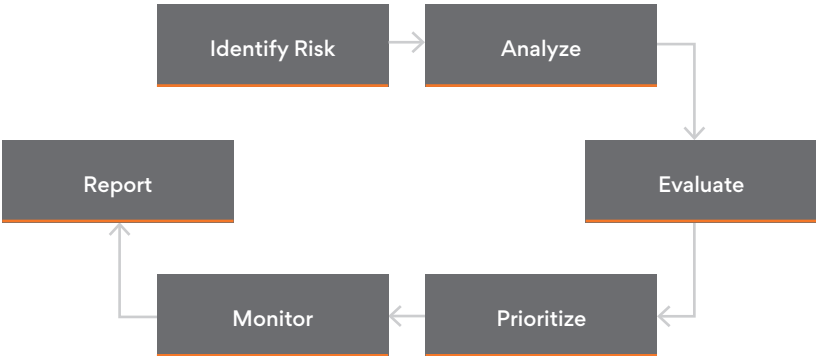 Identify Risk
Analyze
Evaluate
Prioritize
Monitor
Report